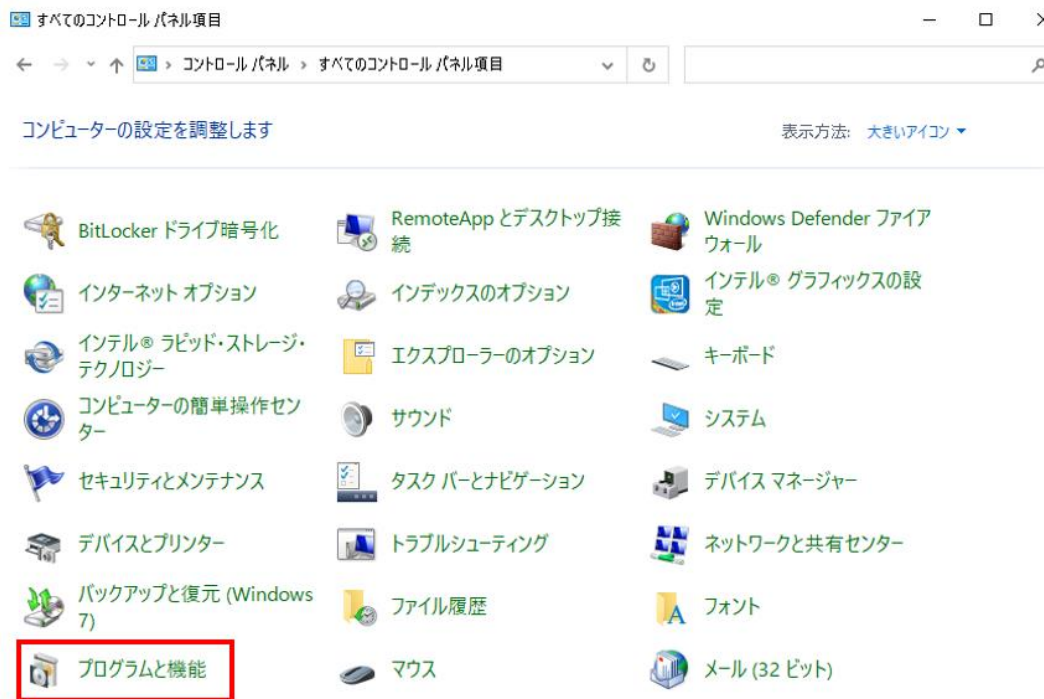 すべてのコントロール パネル項目
コントロール パネル › すべてのコントロール パネル項目
コンピューターの設定を調整します
表示方法: 大きいアイコン
BitLocker ドライブ暗号化
RemoteApp とデスクトップ接
続
Windows Defender ファイア
ウォール
インターネット オプション
インデックスのオプション
インテル® グラフィックスの設
定
インテル® ラピッド・ストレージ・
テクノロジー
エクスプローラーのオプション
キーボード
コンピューターの簡単操作セン
ター
サウンド
システム
セキュリティとメンテナンス
タスク バーとナビゲーション
デバイス マネージャー
デバイスとプリンター
トラブルシューティング
ネットワークと共有センター
バックアップと復元 (Windows
7)
ファイル履歴
フォント
プログラムと機能
マウス
メール (32 ビット)